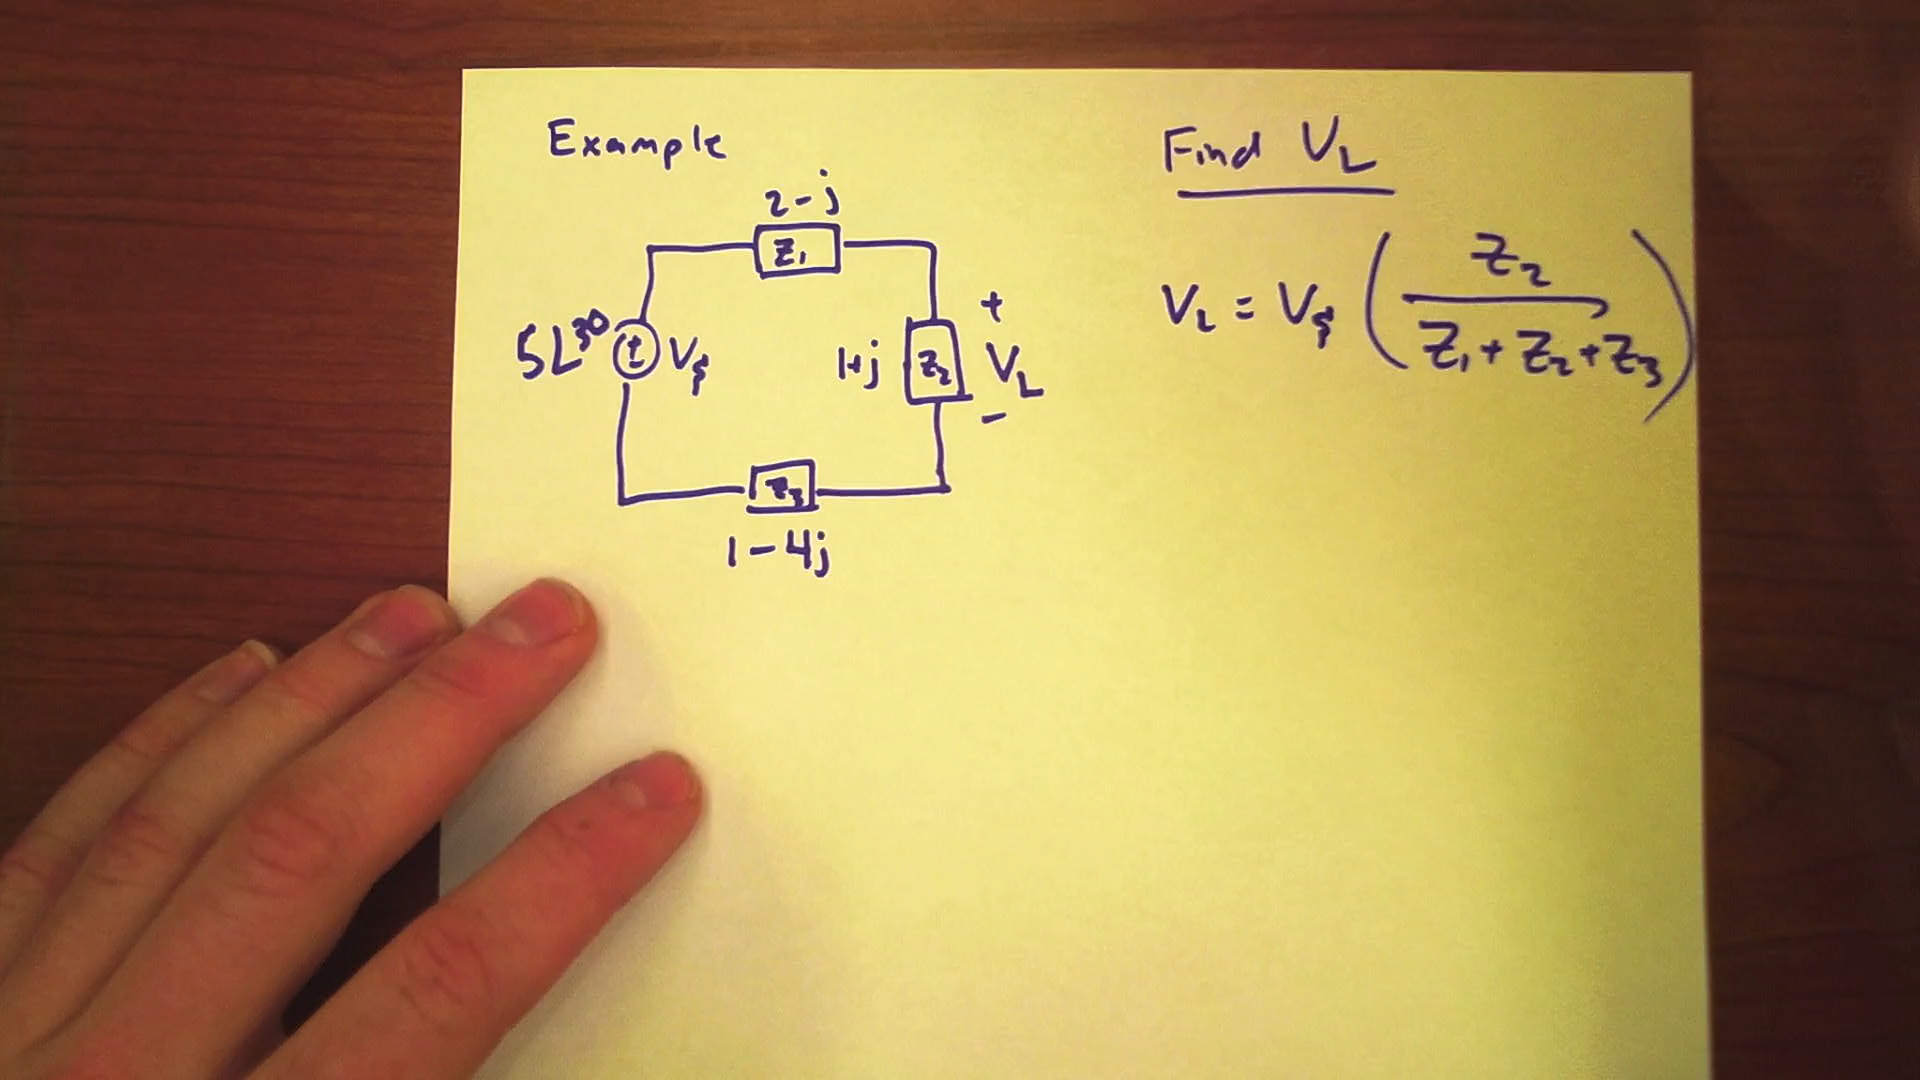 Example
Find VL
2-j
Z1
5∠30
Vs
1+j
Z2
+
VL
-
VL = Vs ( Z2 / Z1 + Z2 + Z3 )
Z3
1-4j